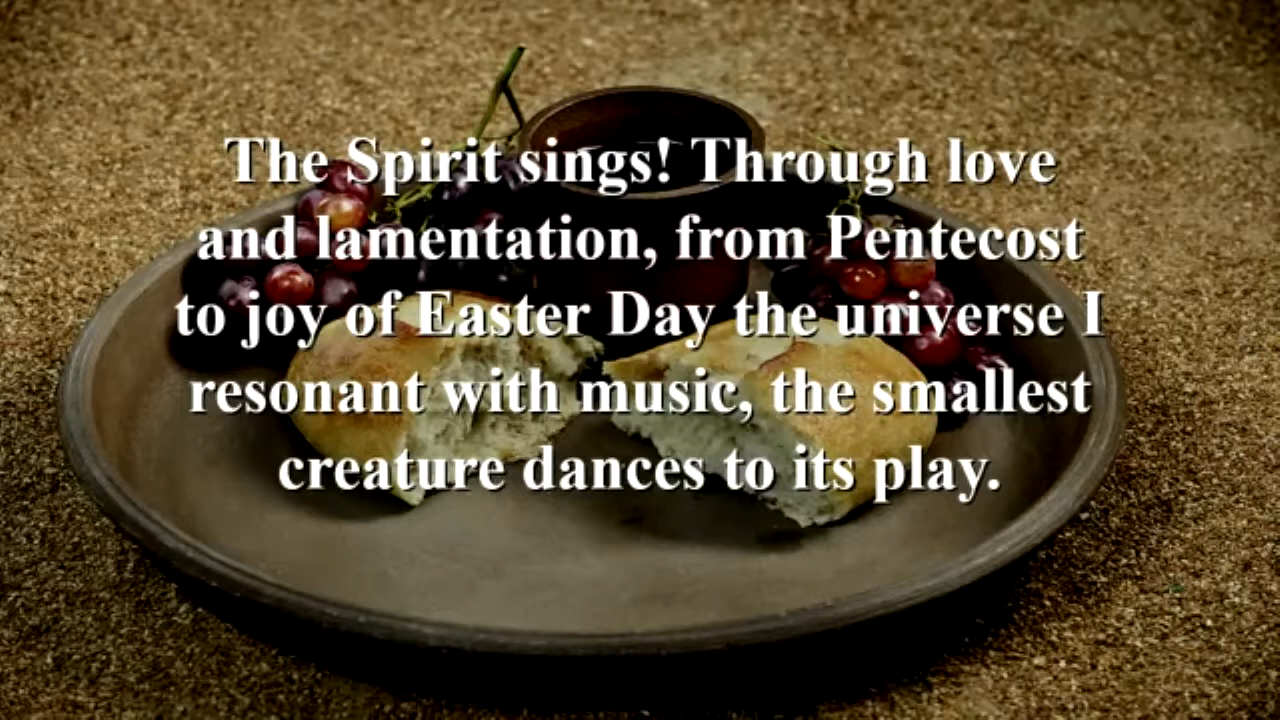 The Spirit sings! Through love
and lamentation, from Pentecost
to joy of Easter Day the universe I
resonant with music, the smallest
creature dances to its play.